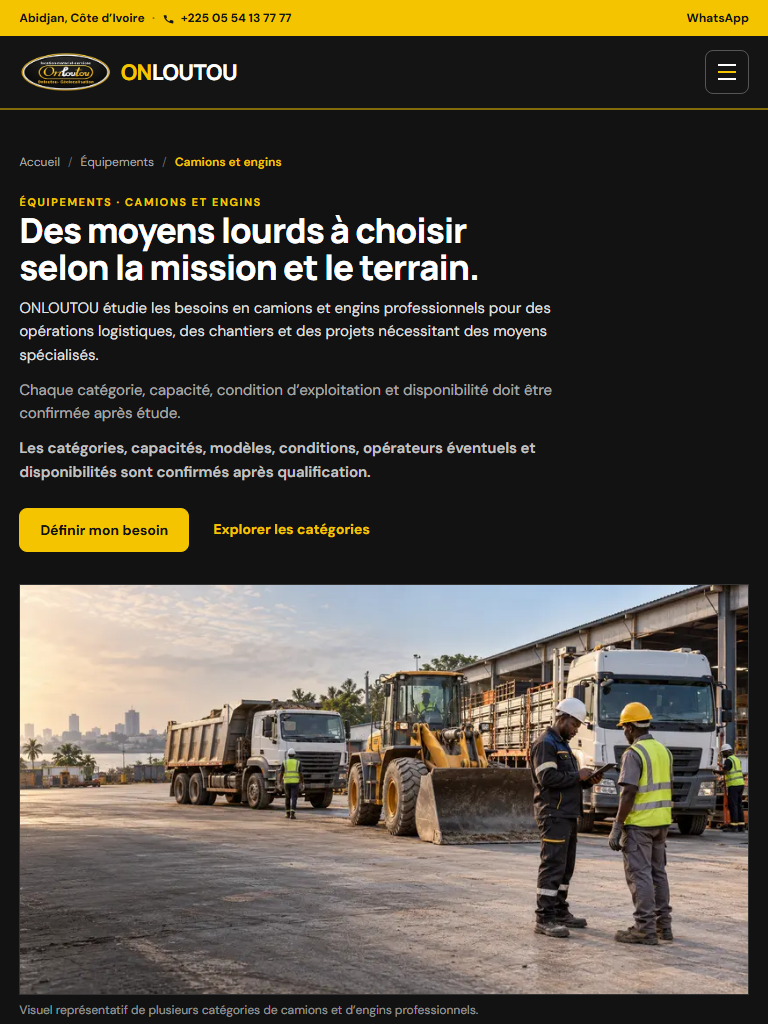 Abidjan, Côte d’Ivoire · +225 05 54 13 77 77 WhatsApp
Onloutou
ONLOUTOU
Accueil / Équipements / Camions et engins
ÉQUIPEMENTS · CAMIONS ET ENGINS
Des moyens lourds à choisir
selon la mission et le terrain.
ONLOUTOU étudie les besoins en camions et engins professionnels pour des
opérations logistiques, des chantiers et des projets nécessitant des moyens
spécialisés.
Chaque catégorie, capacité, condition d’exploitation et disponibilité doit être
confirmée après étude.
Les catégories, capacités, modèles, conditions, opérateurs éventuels et
disponibilités sont confirmés après qualification.
Définir mon besoin Explorer les catégories
Visuel représentatif de plusieurs catégories de camions et d’engins professionnels.